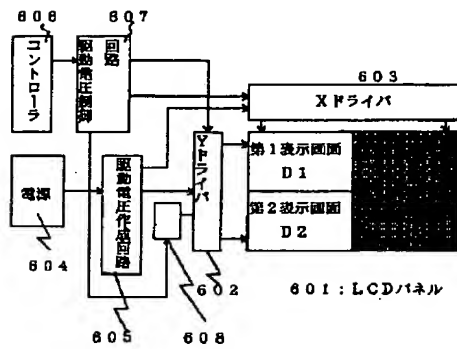 606
607
コントローラ
駆動電圧制御
回路
603
Xドライバ
Yドライバ
第1表示画面
D1
第2表示画面
D2
電源
駆動電圧作成回路
604
605
608
602
601:LCDパネル